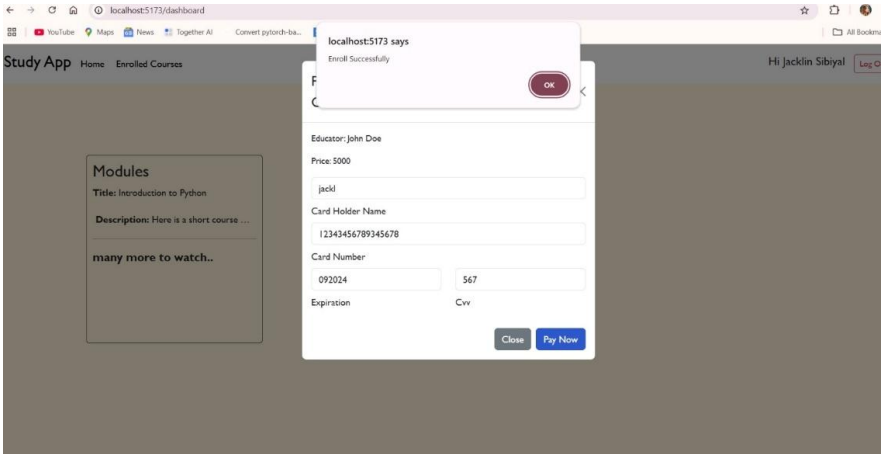 localhost:5173/dashboard
YouTube Maps News Together AI Convert pytorch-ba... All Bookma
localhost:5173 says
Enroll Successfully
OK
Study App Home Enrolled Courses Hi Jacklin Sibiyal Log O
Educator: John Doe
Price: 5000
Modules
Title: Introduction to Python
Description: Here is a short course ...
many more to watch..
jackl
Card Holder Name
12343456789345678
Card Number
092024 567
Expiration Cvv
Close Pay Now